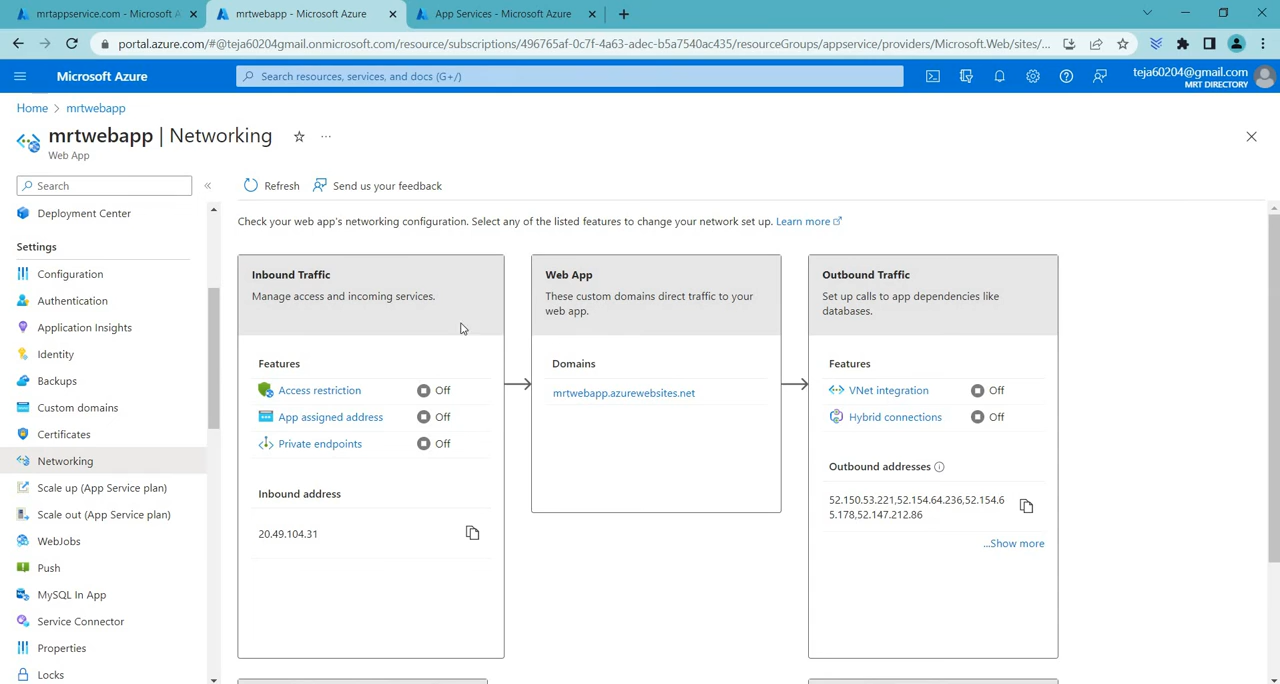 mrtappservice.com - Microsoft A
mrtwebapp - Microsoft Azure
App Services - Microsoft Azure
portal.azure.com/#@teja60204gmail.onmicrosoft.com/resource/subscriptions/496765af-0c7f-4a63-adec-b5a7540ac435/resourceGroups/appservice/providers/Microsoft.Web/sites/...
Microsoft Azure
Search resources, services, and docs (G+/)
teja60204@gmail.com
MRT DIRECTORY
Home > mrtwebapp
mrtwebapp | Networking
Web App
Search
Refresh
Send us your feedback
Deployment Center
Settings
Configuration
Authentication
Application Insights
Identity
Backups
Custom domains
Certificates
Networking
Scale up (App Service plan)
Scale out (App Service plan)
WebJobs
Push
MySQL In App
Service Connector
Properties
Locks
Check your web app's networking configuration. Select any of the listed features to change your network set up. Learn more
Inbound Traffic
Manage access and incoming services.
Features
Access restriction Off
App assigned address Off
Private endpoints Off
Inbound address
20.49.104.31
Web App
These custom domains direct traffic to your
web app.
Domains
mrtwebapp.azurewebsites.net
Outbound Traffic
Set up calls to app dependencies like
databases.
Features
VNet integration Off
Hybrid connections Off
Outbound addresses
52.150.53.221,52.154.64.236,52.154.6
5.178,52.147.212.86
...Show more